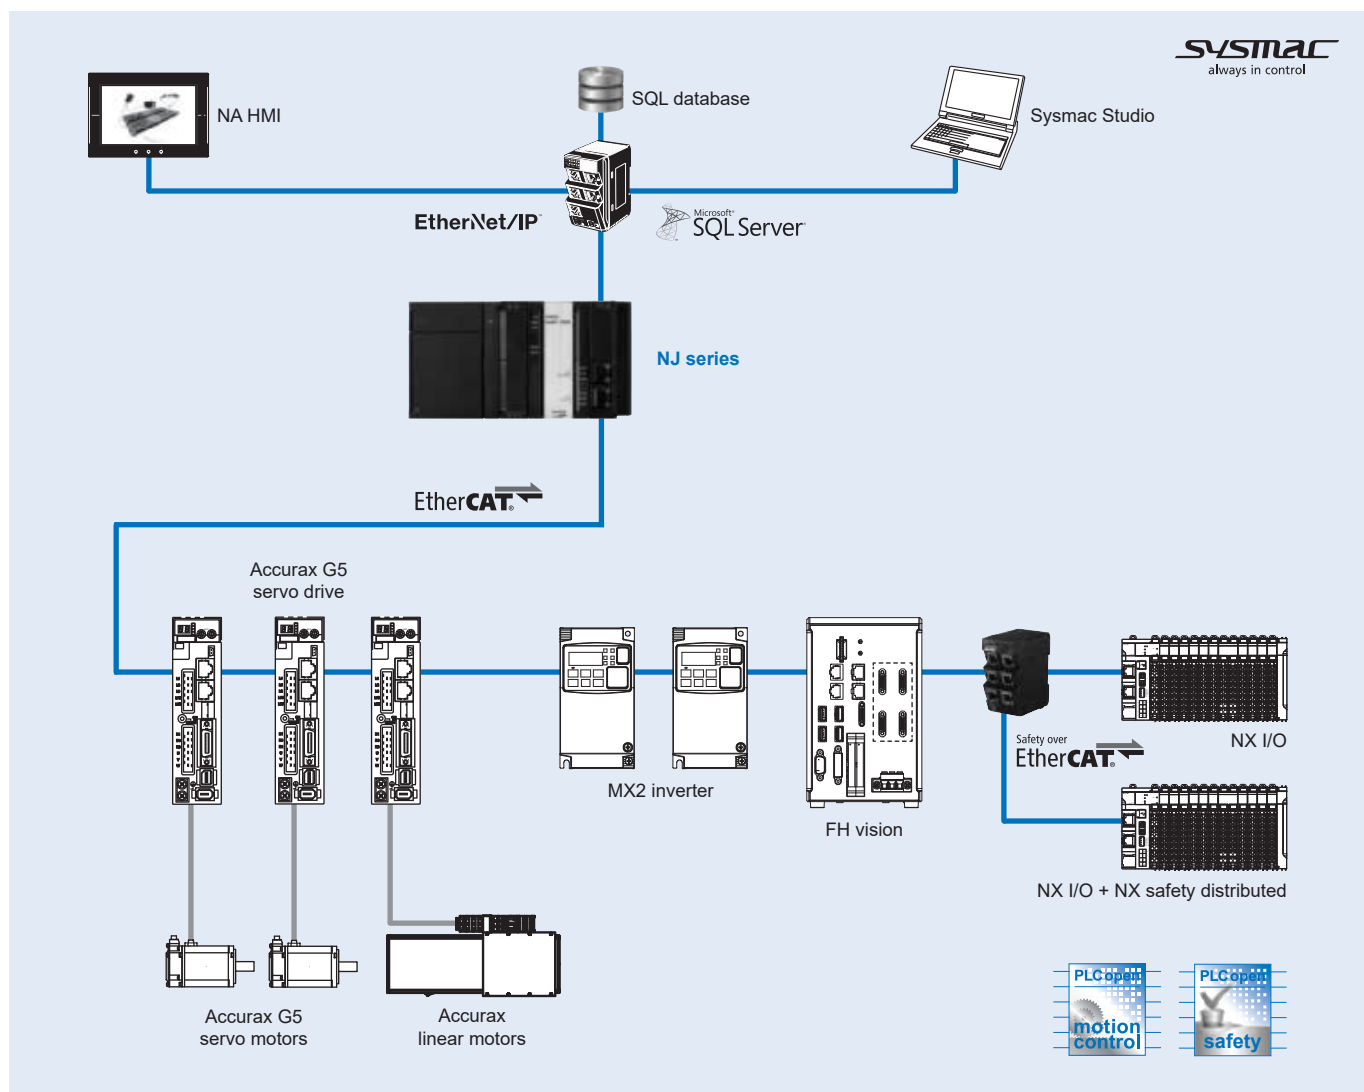 sysmac
always in control
NA HMI
SQL database
Sysmac Studio
EtherNet/IP™
Microsoft®
SQL Server®
NJ series
EtherCAT®
Accurax G5
servo drive
MX2 inverter
FH vision
Safety over
EtherCAT®
NX I/O
NX I/O + NX safety distributed
Accurax G5
servo motors
Accurax
linear motors
PLCopen
motion
control
PLCopen
safety